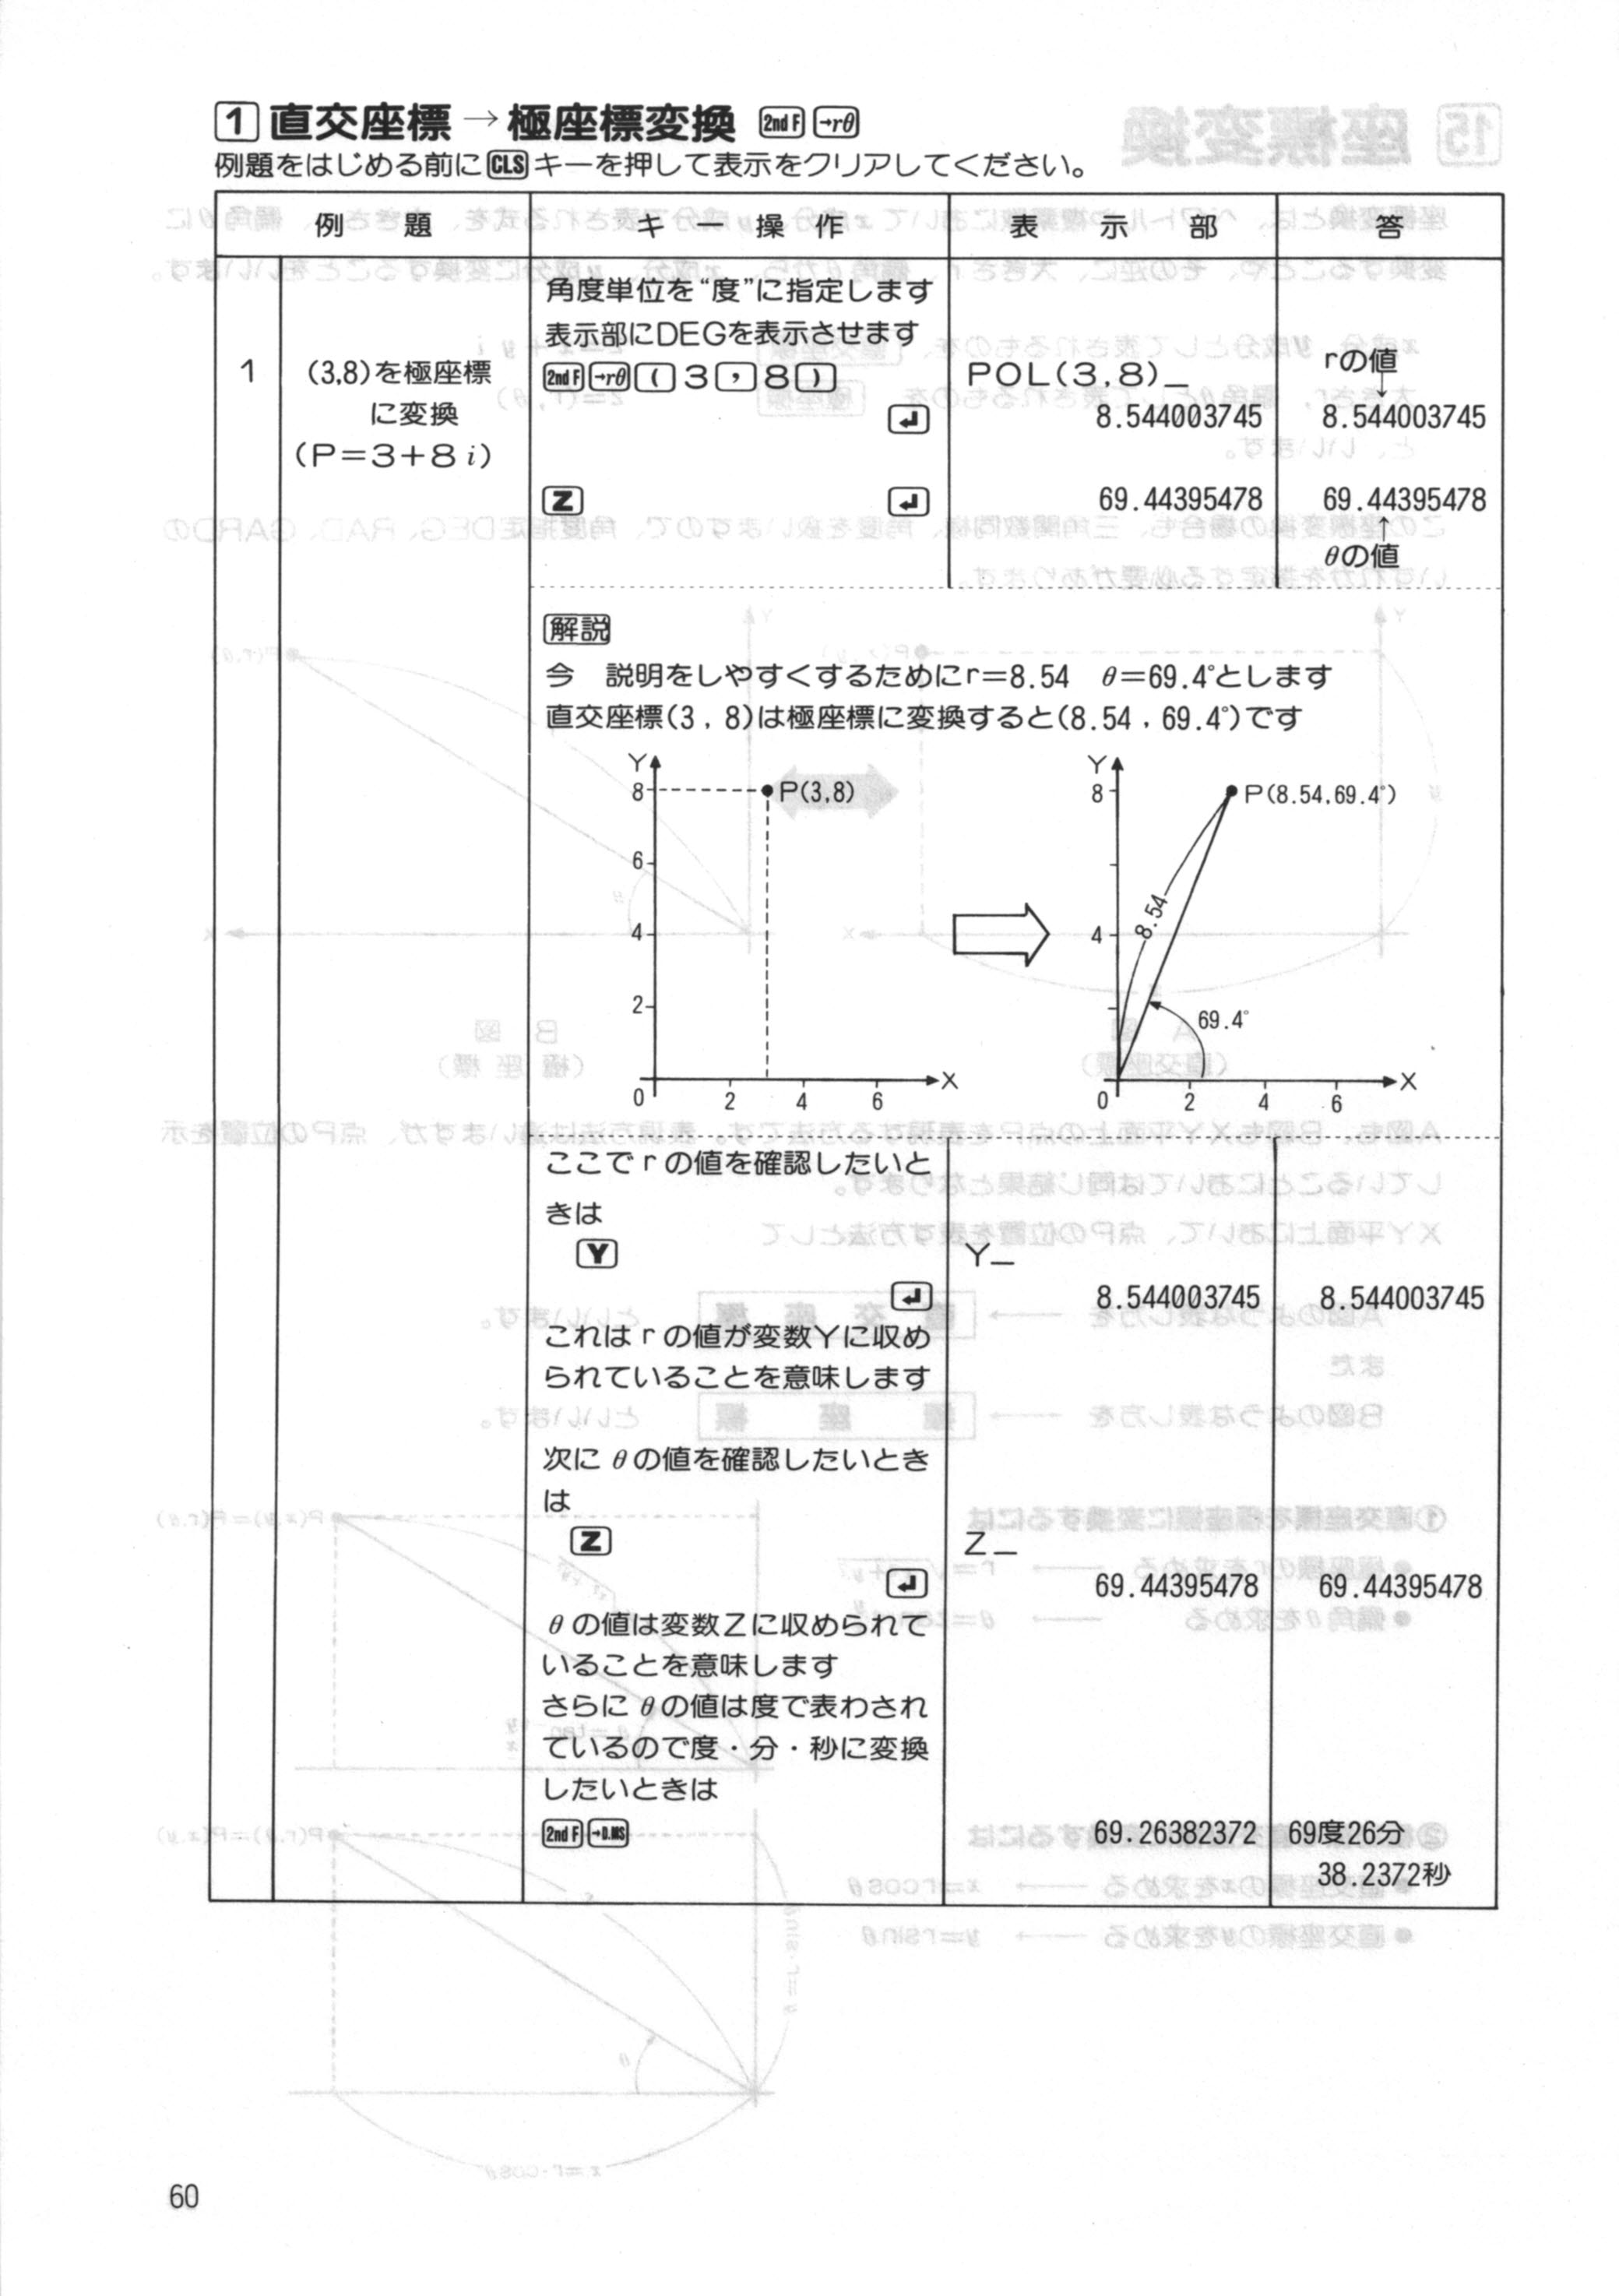 1 直交座標→極座標変換 2nd F →rθ
例題をはじめる前にCLSキーを押して表示をクリアしてください。
例 題 キー操作 表示部 答
角度単位を“度”に指定します
表示部にDEGを表示させます
1 (3,8)を極座標
に変換
(P=3+8i)
2nd F →rθ ( 3 , 8 ) POL(3,8)_
rの値
↓
↵ 8.544003745 8.544003745
Z ↵ 69.44395478 69.44395478
↑
θの値
解説
今 説明をしやすくするためにr=8.54 θ=69.4°とします
直交座標(3,8)は極座標に変換すると(8.54,69.4°)です
Y
8 P(3,8)
6
4
2
0 2 4 6 X
Y
8 P(8.54,69.4°)
8.54
4
69.4°
0 2 4 6 X
ここでrの値を確認したいと
きは
Y Y_
↵ 8.544003745 8.544003745
これはrの値が変数Yに収め
られていることを意味します
次にθの値を確認したいとき
は
Z Z_
↵ 69.44395478 69.44395478
θの値は変数Zに収められて
いることを意味します
さらにθの値は度で表わされ
ているので度・分・秒に変換
したいときは
2nd F →D.MS 69.26382372 69度26分
38.2372秒
60